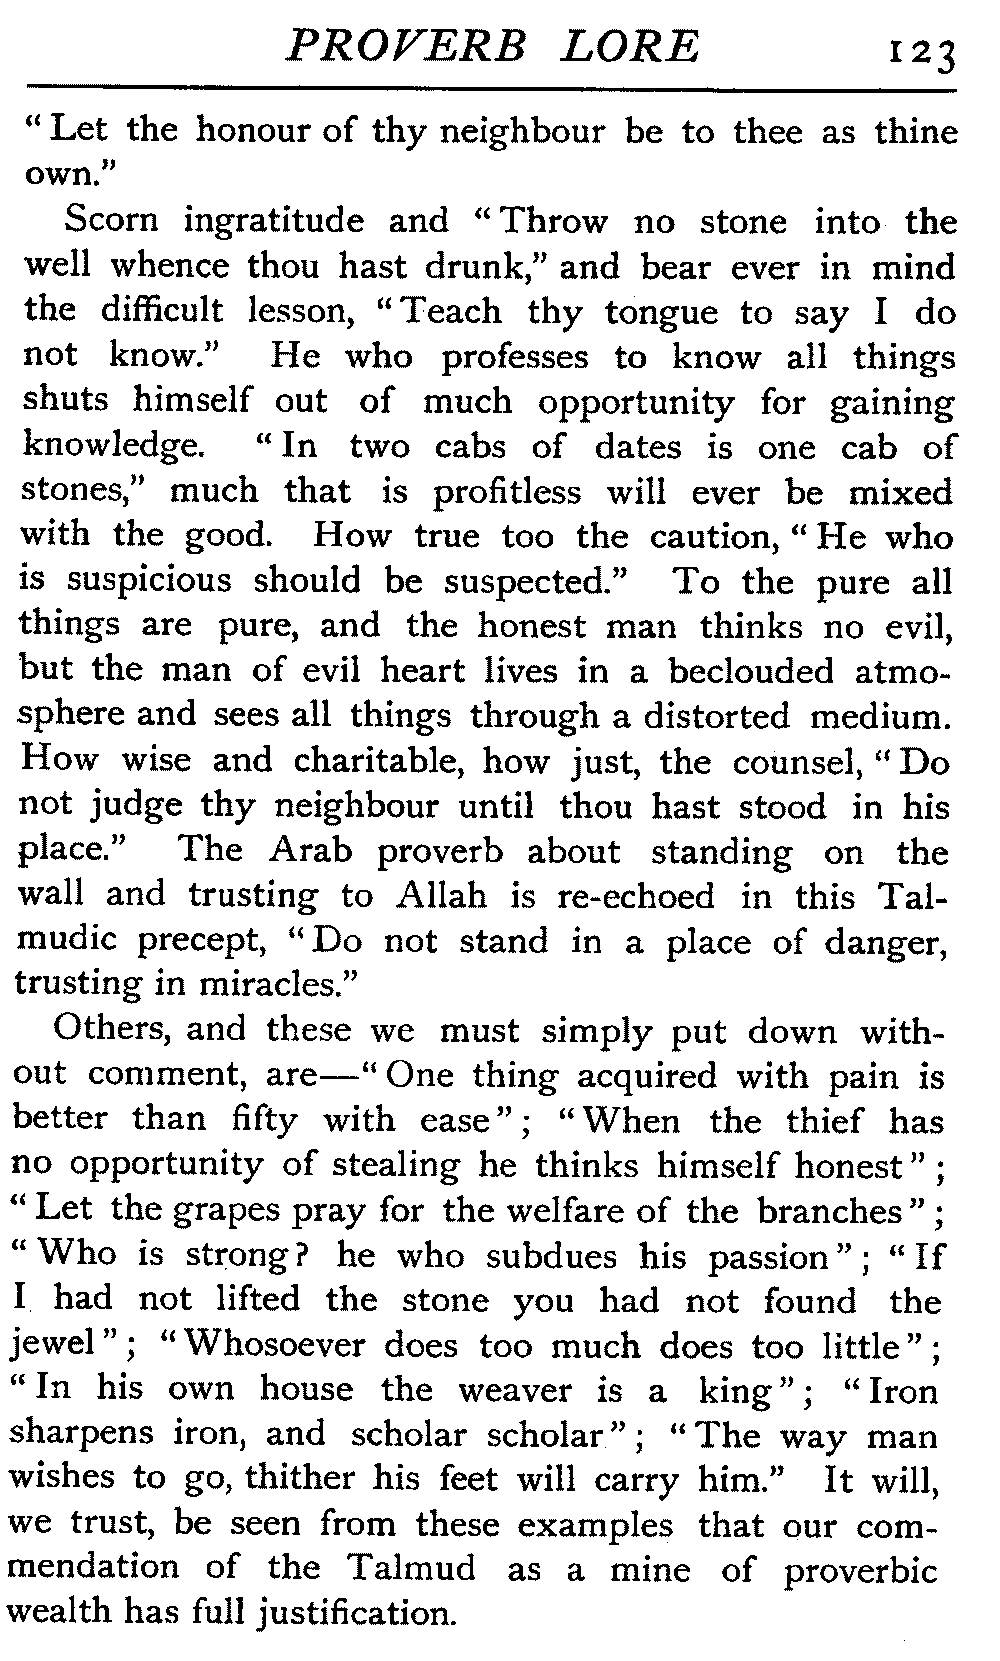 PROVERB LORE 123
“Let the honour of thy neighbour be to thee as thine
own.”
Scorn ingratitude and “Throw no stone into the
well whence thou hast drunk,” and bear ever in mind
the difficult lesson, “Teach thy tongue to say I do
not know.” He who professes to know all things
shuts himself out of much opportunity for gaining
knowledge. “In two cabs of dates is one cab of
stones,” much that is profitless will ever be mixed
with the good. How true too the caution, “He who
is suspicious should be suspected.” To the pure all
things are pure, and the honest man thinks no evil,
but the man of evil heart lives in a beclouded atmo-
sphere and sees all things through a distorted medium.
How wise and charitable, how just, the counsel, “Do
not judge thy neighbour until thou hast stood in his
place.” The Arab proverb about standing on the
wall and trusting to Allah is re-echoed in this Tal-
mudic precept, “Do not stand in a place of danger,
trusting in miracles.”
Others, and these we must simply put down with-
out comment, are—“One thing acquired with pain is
better than fifty with ease”; “When the thief has
no opportunity of stealing he thinks himself honest”;
“Let the grapes pray for the welfare of the branches”;
“Who is strong? he who subdues his passion”; “If
I had not lifted the stone you had not found the
jewel”; “Whosoever does too much does too little”;
“In his own house the weaver is a king”; “Iron
sharpens iron, and scholar scholar”; “The way man
wishes to go, thither his feet will carry him.” It will,
we trust, be seen from these examples that our com-
mendation of the Talmud as a mine of proverbic
wealth has full justification.